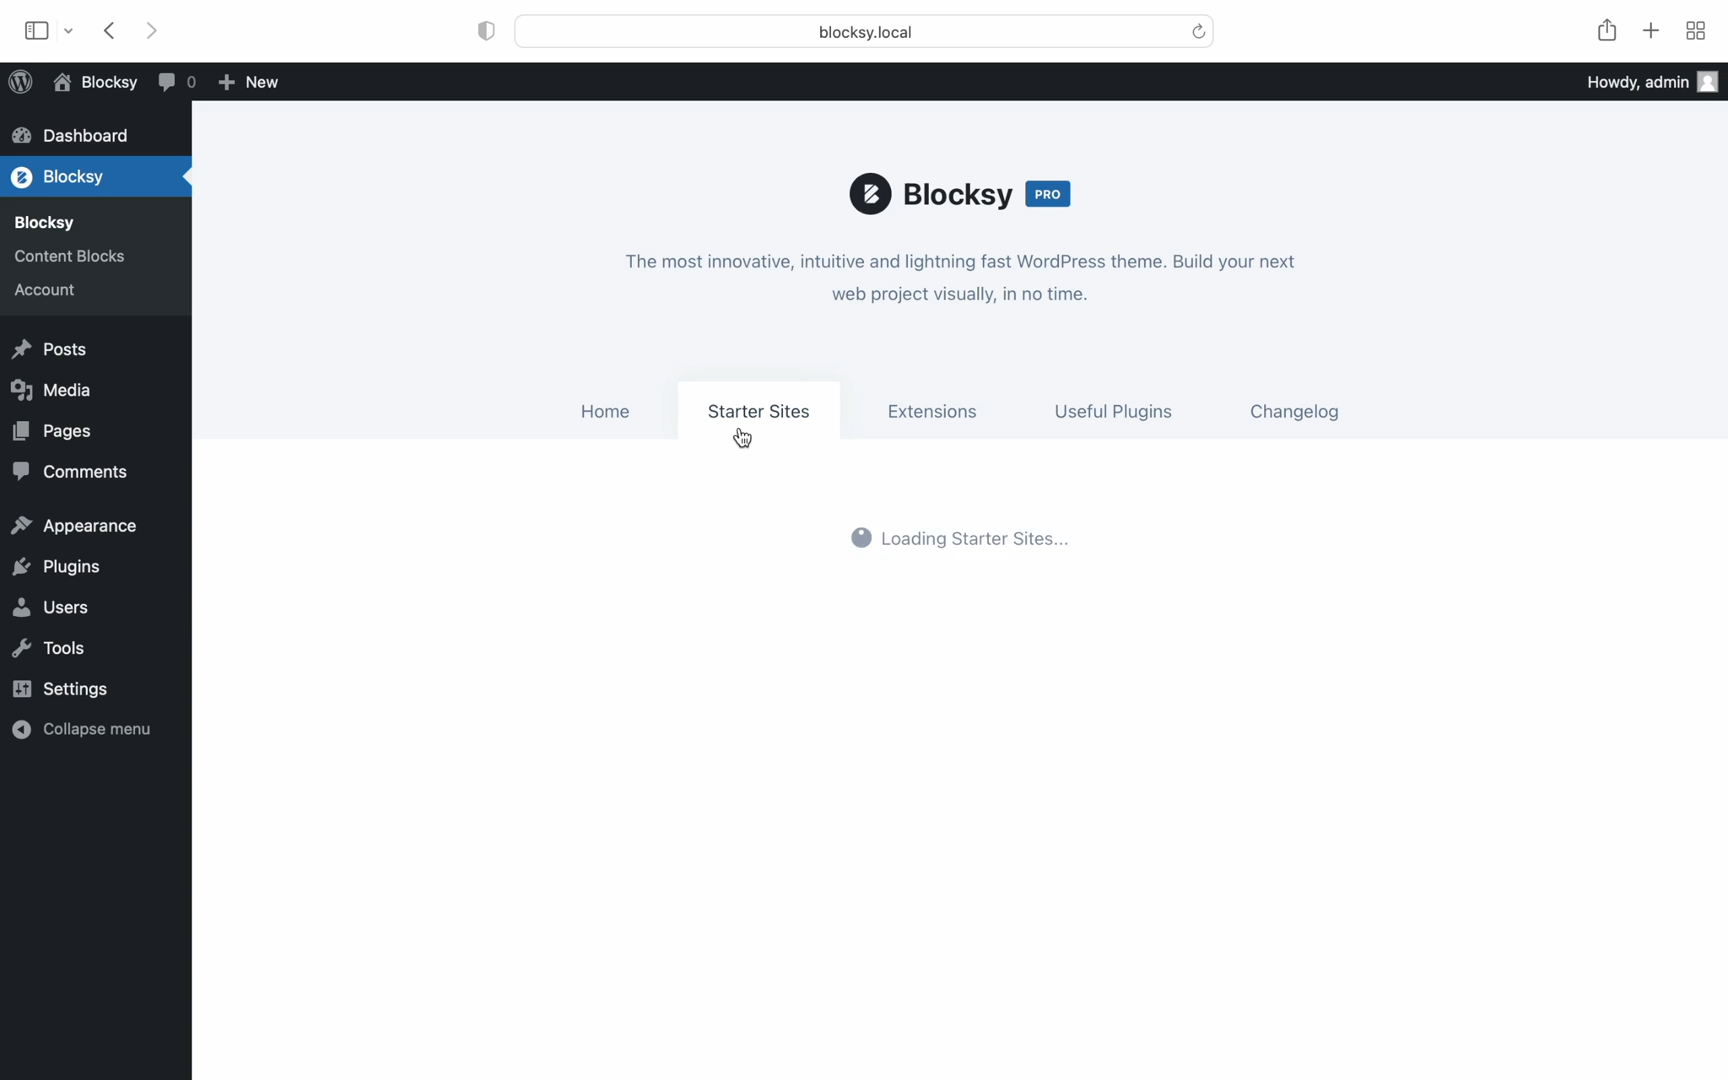 blocksy.local
Blocksy 0 New Howdy, admin
Dashboard
Blocksy
Blocksy
Content Blocks
Account
Posts
Media
Pages
Comments
Appearance
Plugins
Users
Tools
Settings
Collapse menu
Blocksy PRO
The most innovative, intuitive and lightning fast WordPress theme. Build your next
web project visually, in no time.
Home Starter Sites Extensions Useful Plugins Changelog
Loading Starter Sites...